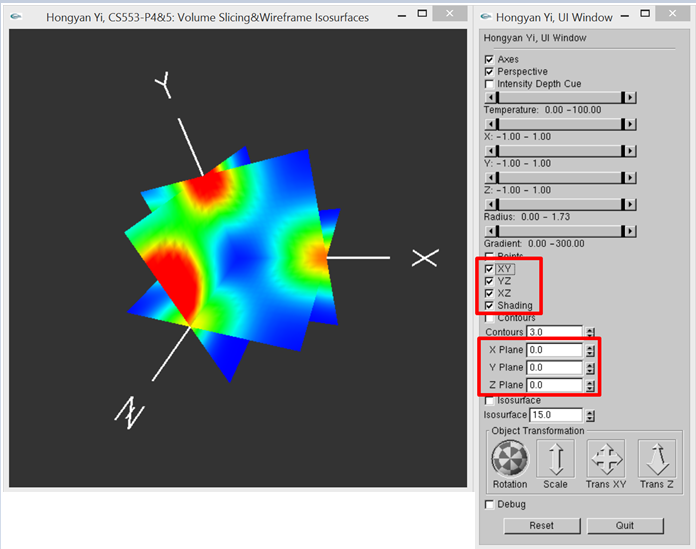 Hongyan Yi, CS553-P4&5: Volume Slicing&Wireframe Isosurfaces
Y
X
Z
Hongyan Yi, UI Window
Hongyan Yi, UI Window
Axes
Perspective
Intensity Depth Cue
Temperature: 0.00 -100.00
X: -1.00 - 1.00
Y: -1.00 - 1.00
Z: -1.00 - 1.00
Radius: 0.00 - 1.73
Gradient: 0.00 -300.00
Points
XY
YZ
XZ
Shading
Contours
Contours 3.0
X Plane 0.0
Y Plane 0.0
Z Plane 0.0
Isosurface
Isosurface 15.0
Object Transformation
Rotation Scale Trans XY Trans Z
Debug
Reset Quit